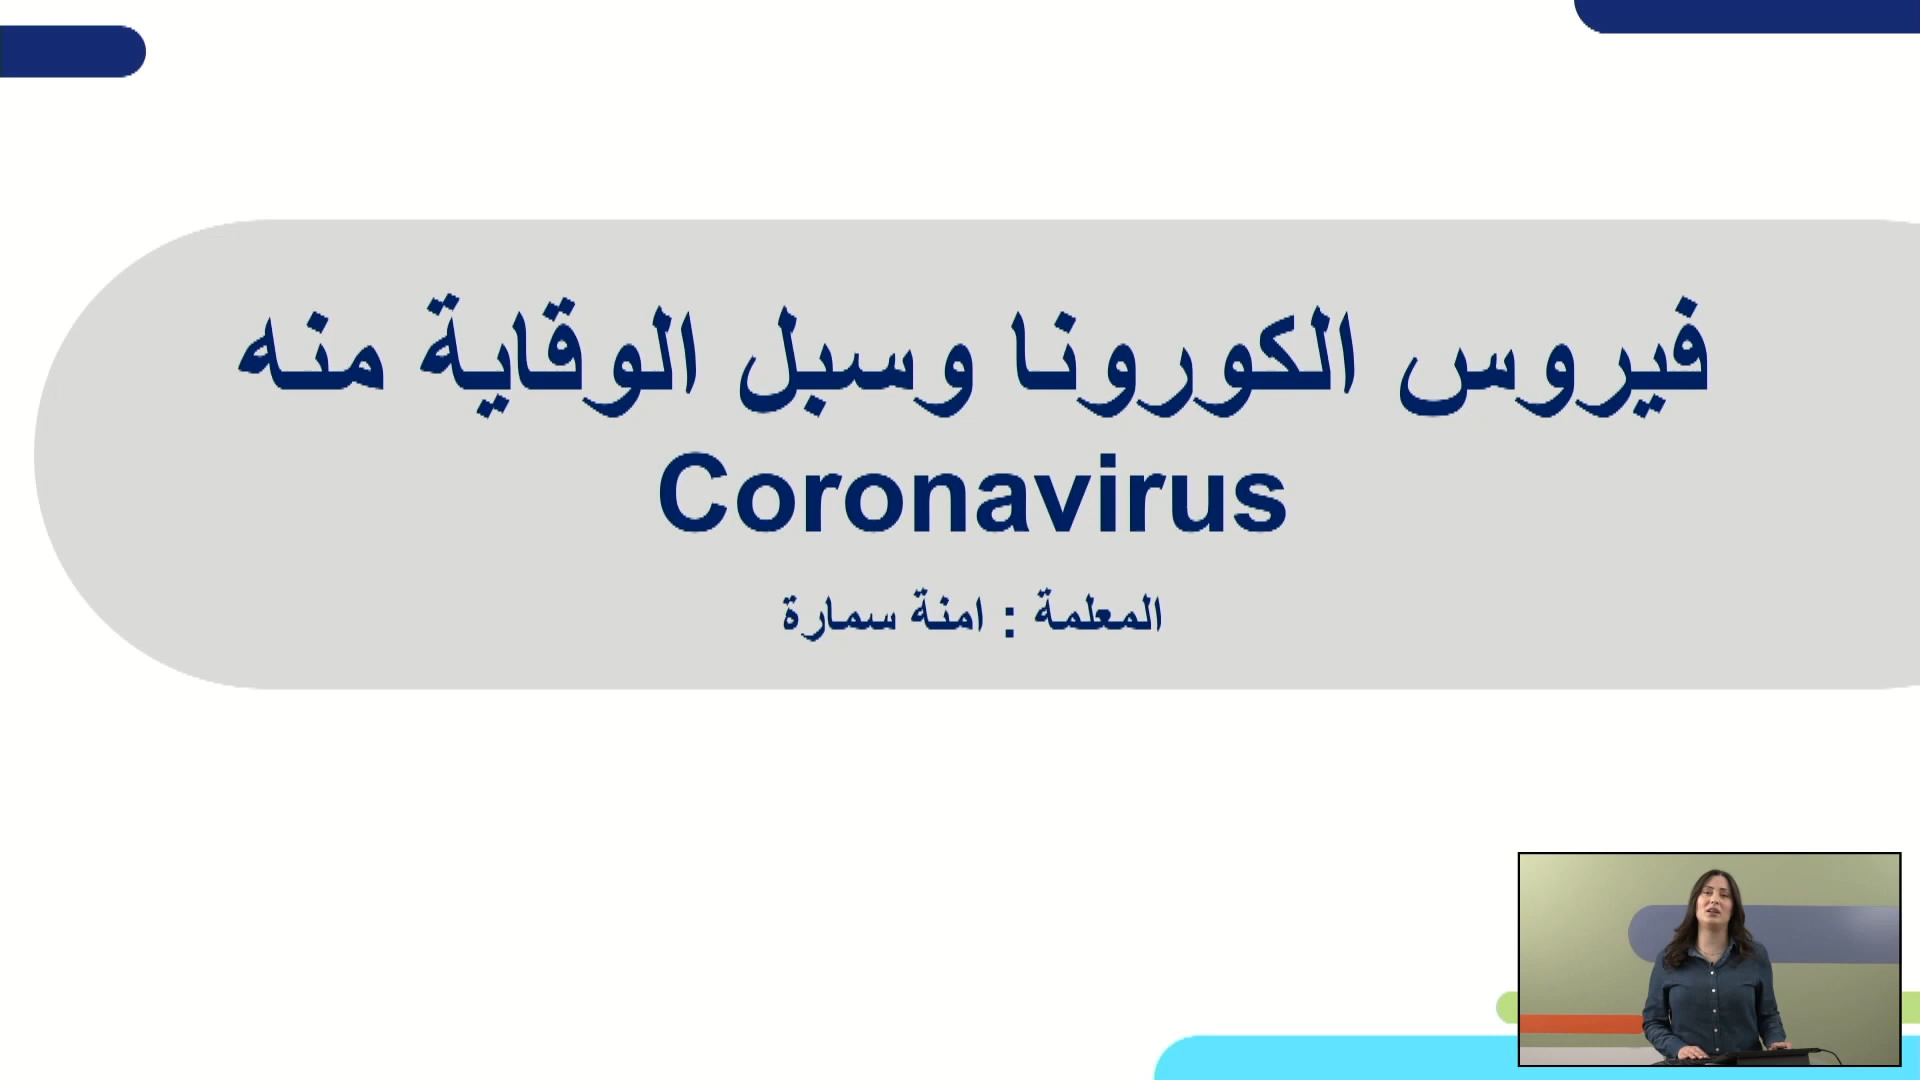 فيروس الكورونا وسبل الوقاية منه
Coronavirus
المعلمة : امنة سمارة